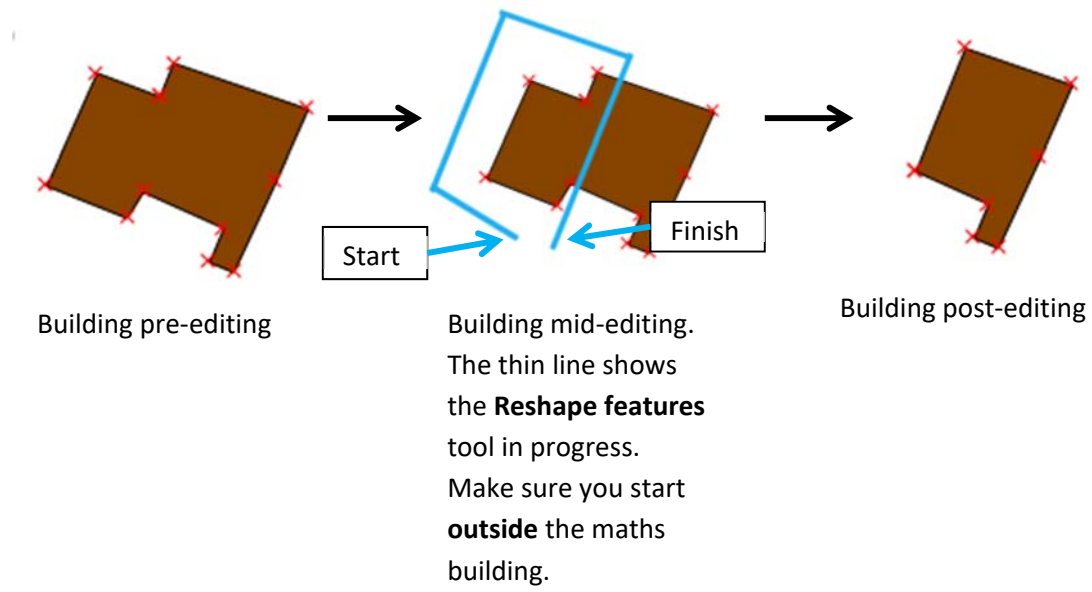 Start
Finish
Building pre-editing
Building mid-editing.
The thin line shows
the Reshape features
tool in progress.
Make sure you start
outside the maths
building.
Building post-editing